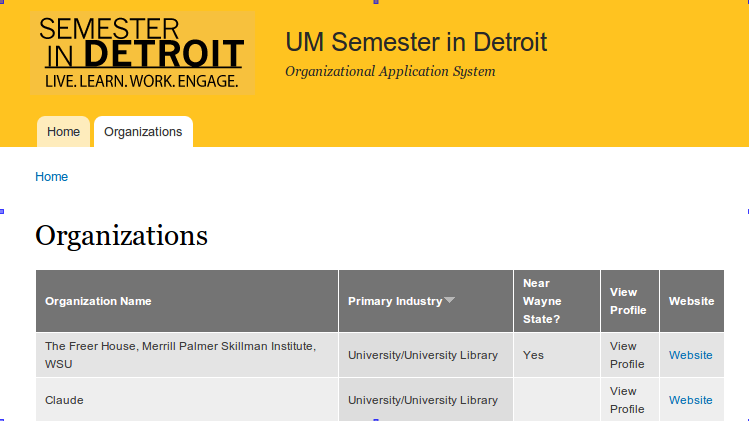 SEMESTER
IN DETROIT
LIVE. LEARN. WORK. ENGAGE.
UM Semester in Detroit
Organizational Application System
Home
Organizations
Home
Organizations
Organization Name
Primary Industry
Near
Wayne
State?
View
Profile
Website
The Freer House, Merrill Palmer Skillman Institute,
WSU
University/University Library
Yes
View
Profile
Website
Claude
University/University Library
View
Profile
Website